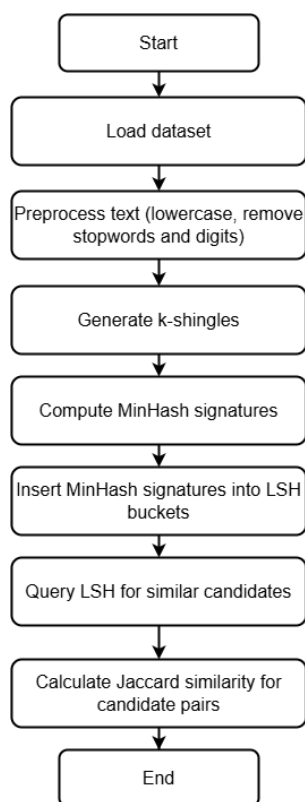 Start
Load dataset
Preprocess text (lowercase, remove
stopwords and digits)
Generate k-shingles
Compute MinHash signatures
Insert MinHash signatures into LSH
buckets
Query LSH for similar candidates
Calculate Jaccard similarity for
candidate pairs
End